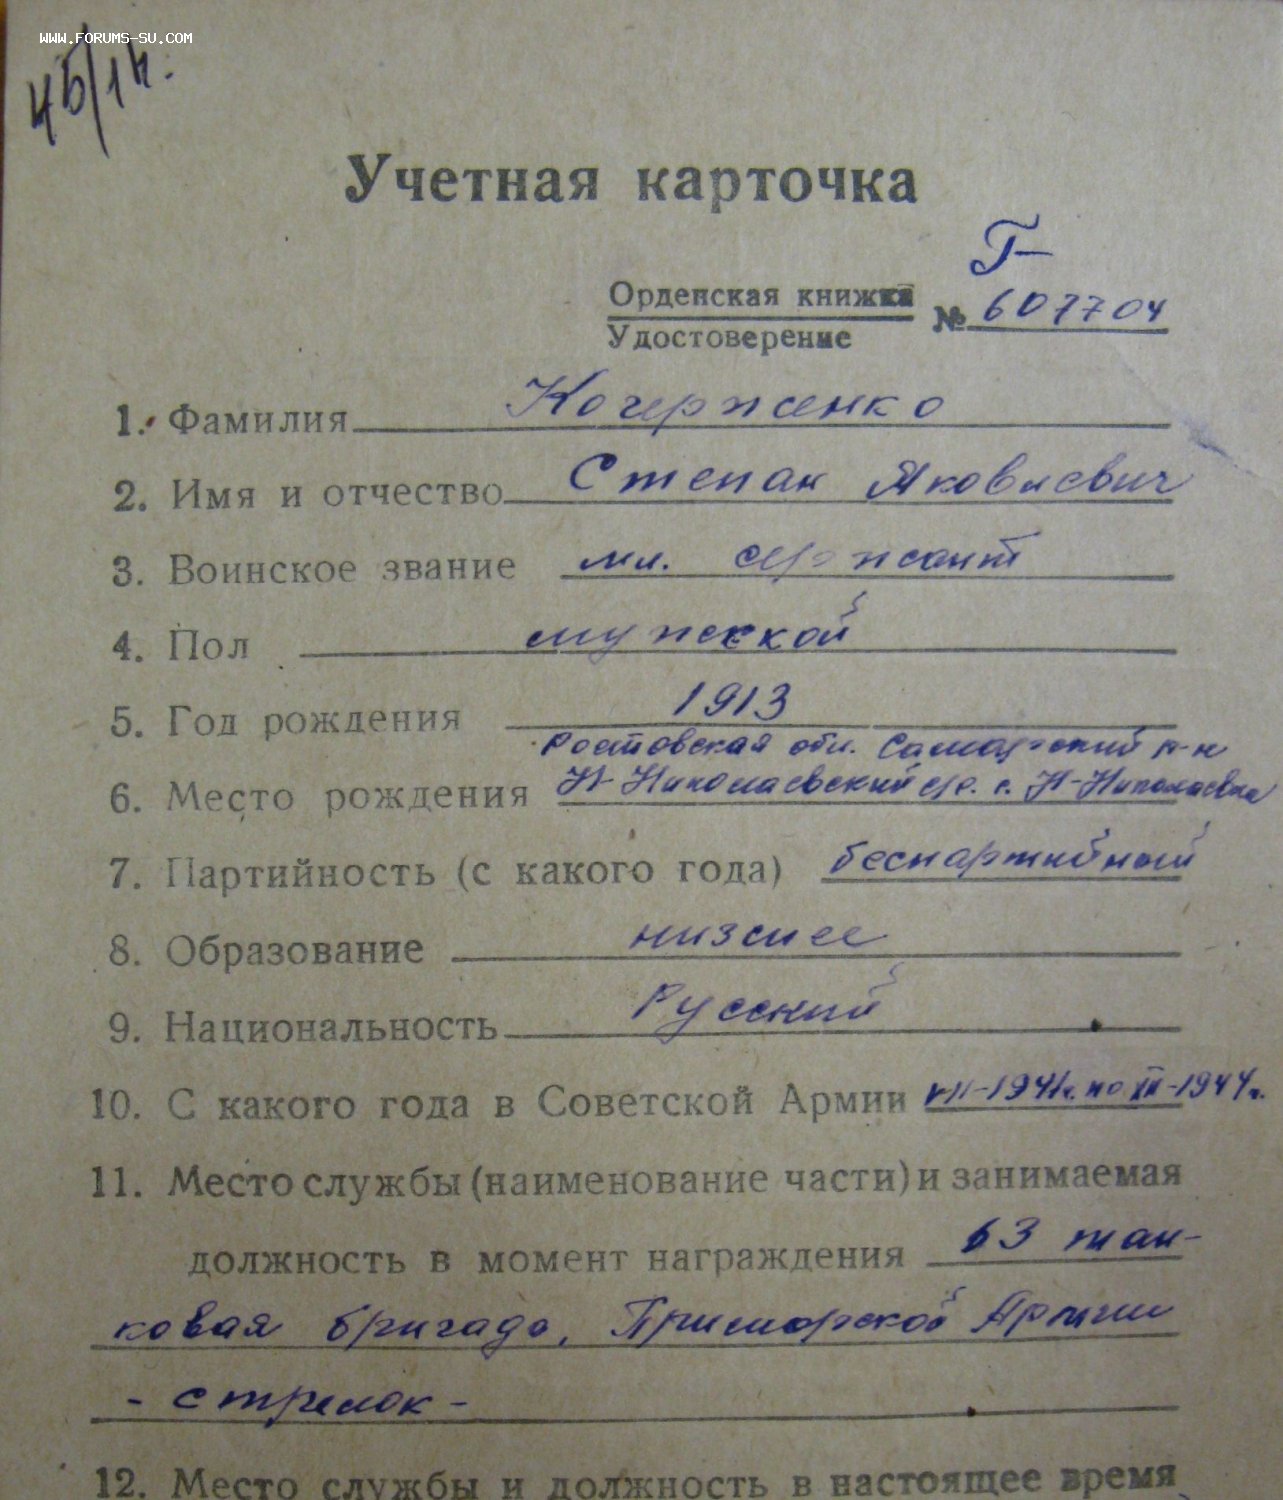 WWW.FORUMS-SU.COM
Учетная карточка
Г-
Орденская книжка
Удостоверение № 607704
1. Фамилия Кочерженко
2. Имя и отчество Степан Яковлевич
3. Воинское звание мл. сержант
4. Пол мужской
5. Год рождения 1913
Ростовская обл. Самарский р-н
6. Место рождения Н-Николаевский с/с. с. Н-Николаевка
7. Партийность (с какого года) беспартийный
8. Образование низшее
9. Национальность Русский
10. С какого года в Советской Армии VII-1941г. по III-1944г.
11. Место службы (наименование части) и занимаемая
должность в момент награждения 63 тан-
ковая бригада, Приморской Армии
- стрелок -
12. Место службы и должность в настоящее время